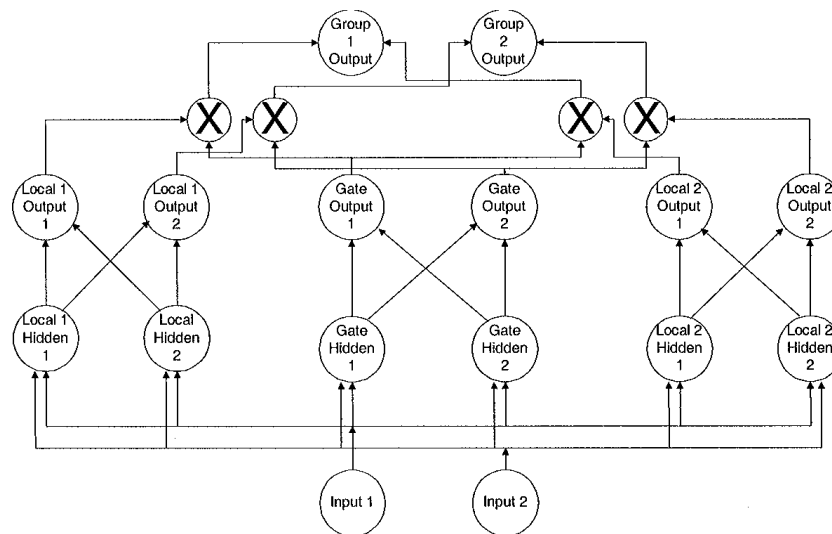 Group
1
Output
Group
2
Output
X
X
X
X
Local 1
Output
1
Local 1
Output
2
Gate
Output
1
Gate
Output
2
Local 2
Output
1
Local 2
Output
2
Local 1
Hidden
1
Local
Hidden
2
Gate
Hidden
1
Gate
Hidden
2
Local 2
Hidden
1
Local 2
Hidden
2
Input 1
Input 2